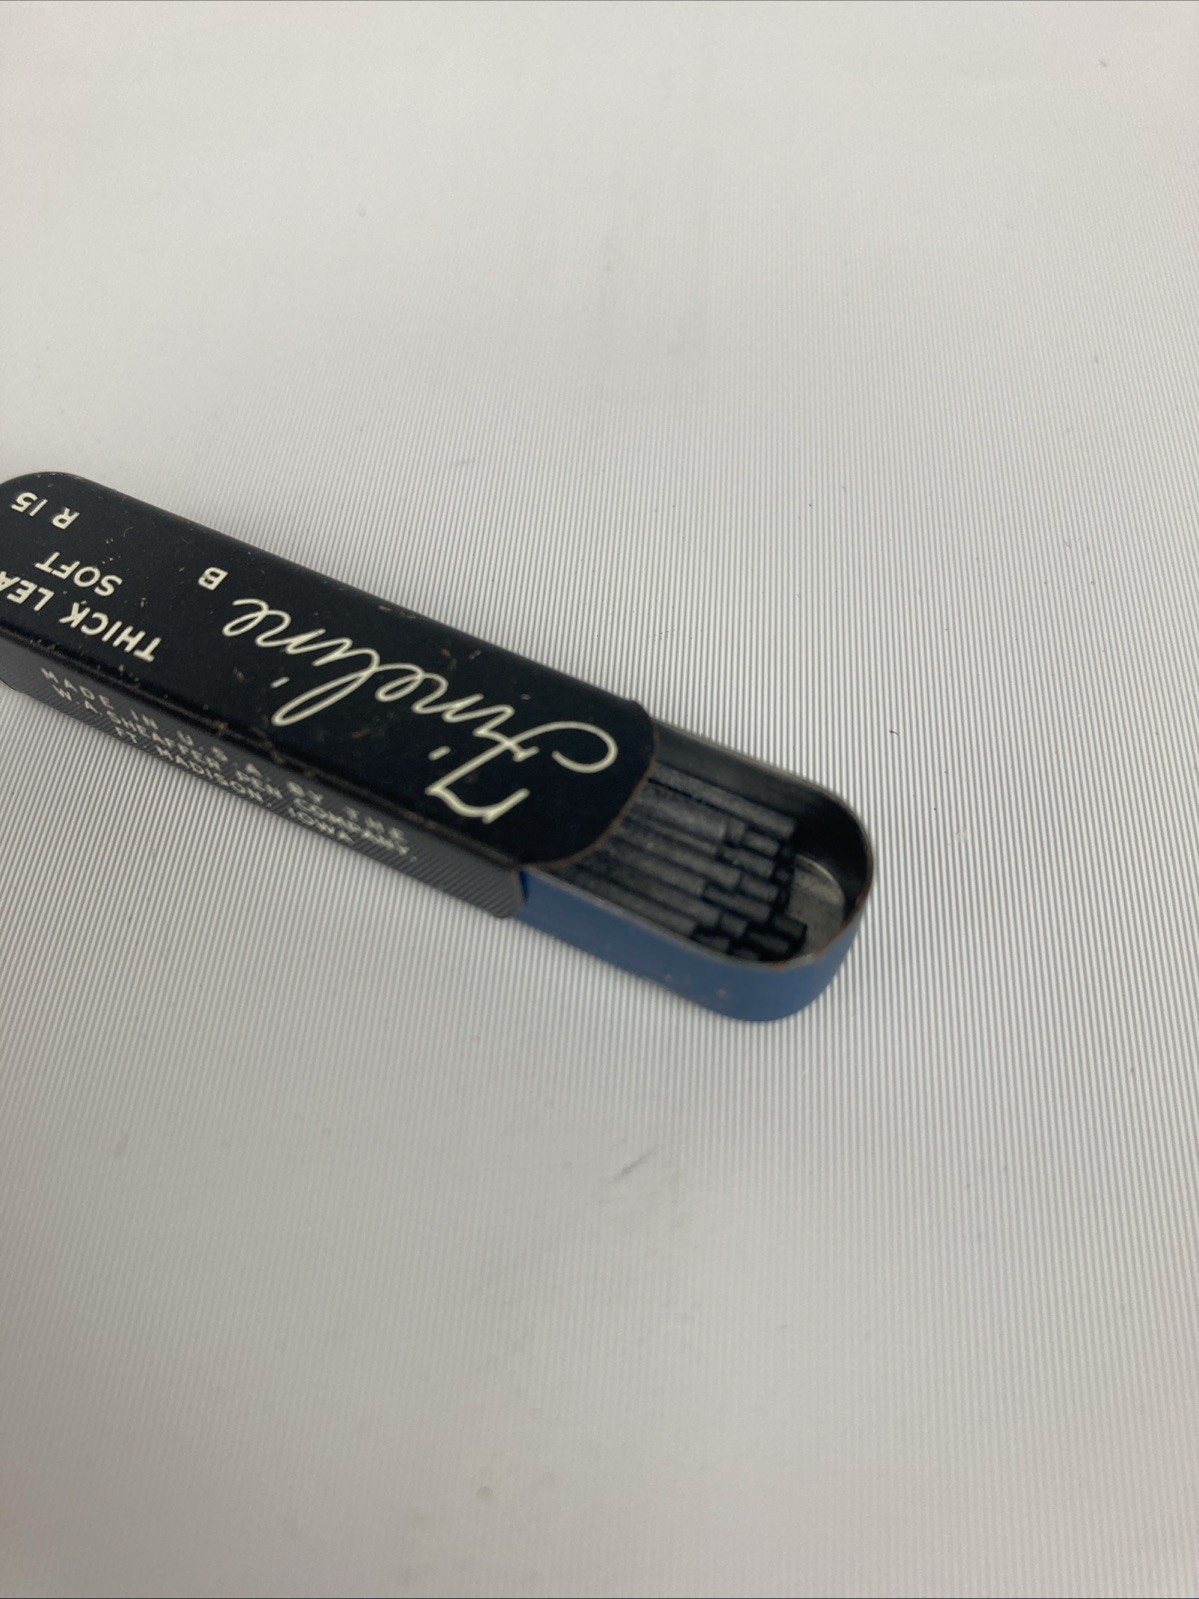 Fineline
B
THICK LEA
SOFT
R 15
MADE IN U.S.A. BY THE
W.A. SHEAFFER PEN COMPANY,
FT. MADISON, IOWA